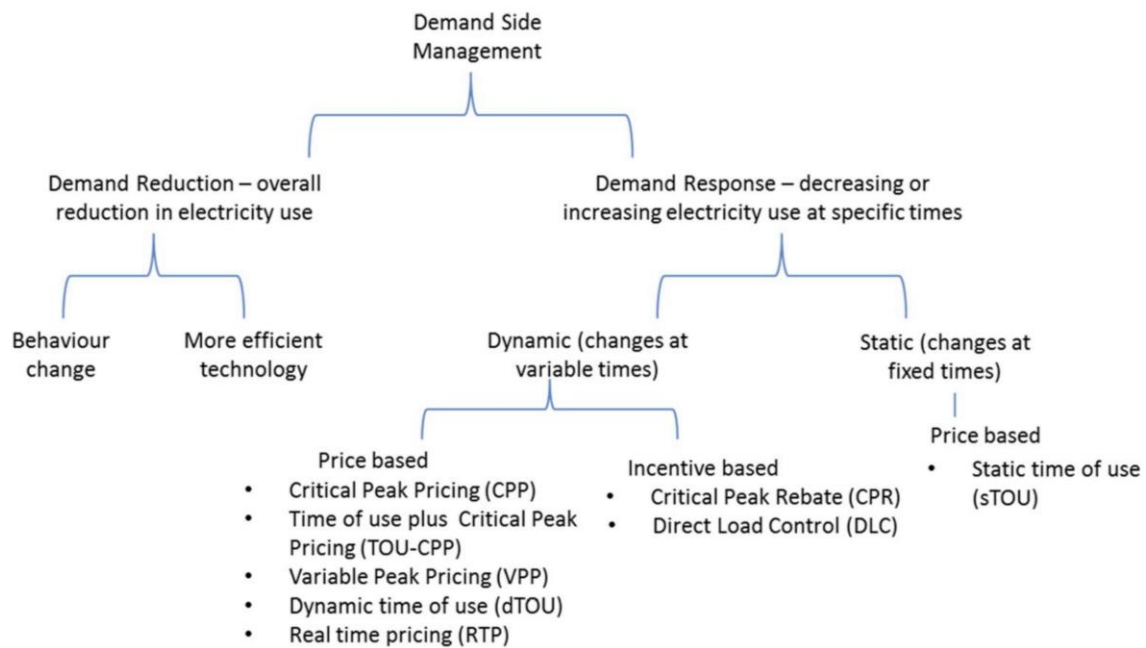 Demand Side
Management
Demand Reduction – overall
reduction in electricity use
Demand Response – decreasing or
increasing electricity use at specific times
Behaviour
change
More efficient
technology
Dynamic (changes at
variable times)
Static (changes at
fixed times)
Price based
• Critical Peak Pricing (CPP)
• Time of use plus Critical Peak
Pricing (TOU-CPP)
• Variable Peak Pricing (VPP)
• Dynamic time of use (dTOU)
• Real time pricing (RTP)
Incentive based
• Critical Peak Rebate (CPR)
• Direct Load Control (DLC)
Price based
• Static time of use
(sTOU)